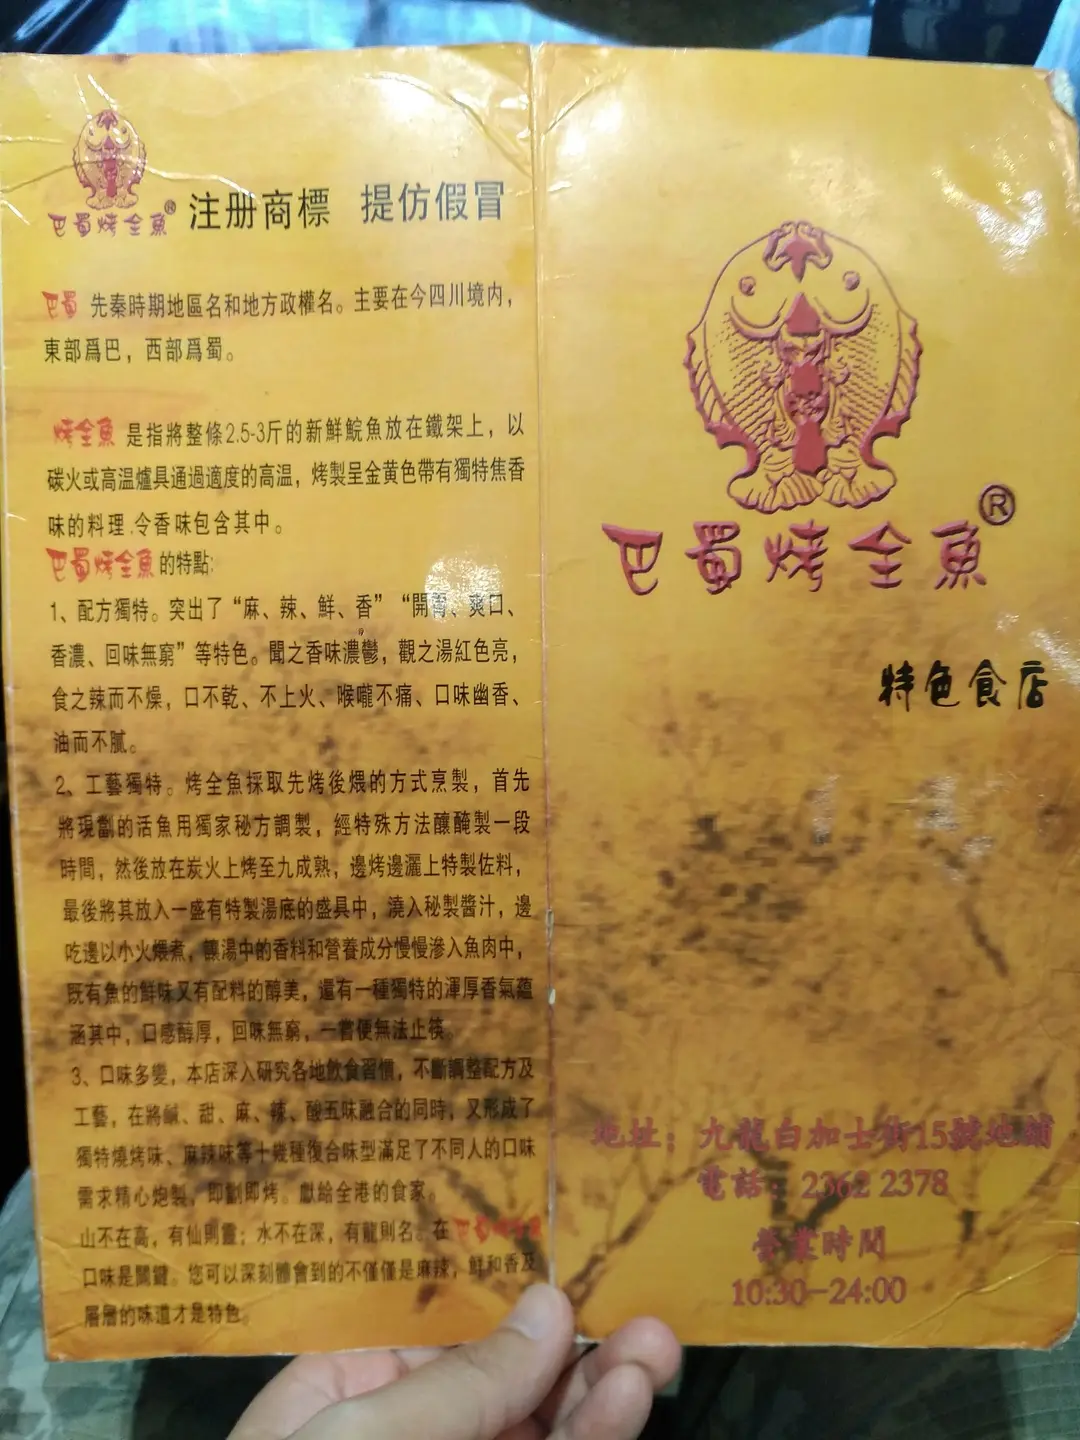 巴蜀烤全魚® 注册商標 提仿假冒
巴蜀 先秦時期地區名和地方政權名。主要在今四川境内，
東部爲巴，西部爲蜀。
烤全魚 是指將整條2.5-3斤的新鮮鯇魚放在鐵架上，以
碳火或高温爐具通過適度的高温，烤製呈金黄色帶有獨特焦香
味的料理.令香味包含其中。
巴蜀烤全魚的特點:
1、配方獨特。突出了“麻、辣、鮮、香”“開胃、爽口、
香濃、回味無窮”等特色。聞之香味濃鬱，觀之湯紅色亮，
食之辣而不燥，口不乾、不上火、喉嚨不痛、口味幽香、
油而不膩。
2、工藝獨特。烤全魚採取先烤後煨的方式烹製，首先
將現劏的活魚用獨家秘方調製，經特殊方法釀醃製一段
時間，然後放在炭火上烤至九成熟，邊烤邊灑上特製佐料，
最後將其放入一盛有特製湯底的盛具中，澆入秘製醬汁，邊
吃邊以小火煨煮，讓湯中的香料和營養成分慢慢滲入魚肉中，
既有魚的鮮味又有配料的醇美，還有一種獨特的渾厚香氣蘊
涵其中，口感醇厚，回味無窮，一嘗便無法止筷。
3、口味多變，本店深入研究各地飲食習慣，不斷調整配方及
工藝，在將鹹、甜、麻、辣、酸五味融合的同時，又形成了
獨特燒烤味、麻辣味等十幾種復合味型滿足了不同人的口味
需求精心炮製，即劏即烤。獻給全港的食家。
山不在高，有仙則靈；水不在深，有龍則名。在巴蜀烤全魚
口味是關鍵。您可以深刻體會到的不僅僅是麻辣，鮮和香及
層層的味道才是特色。
巴蜀烤全魚®
特色食店
地址：九龍白加士街15號地舖
電話：2362 2378
營業時間
10:30-24:00